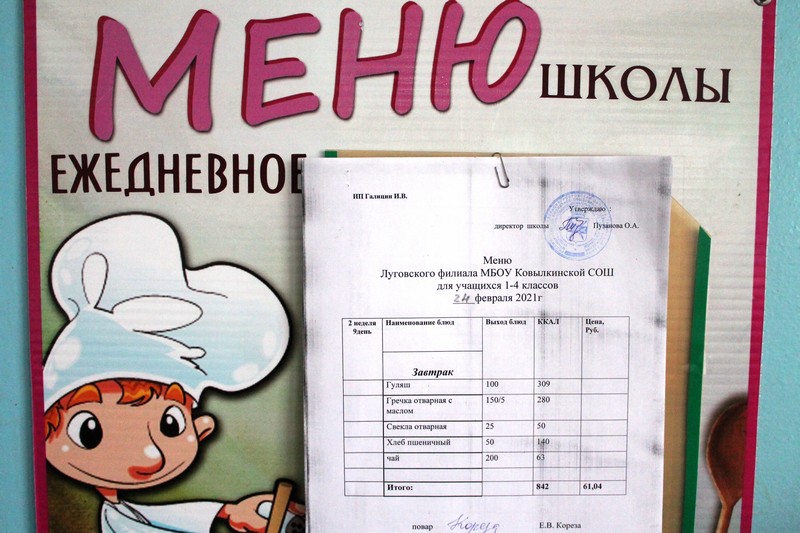 МЕНЮ ШКОЛЫ
ЕЖЕДНЕВНОЕ
ИП Галицин И.В.
Утверждаю
директор школы Пузанова О.А.
Меню
Луговского филиала МБОУ Ковылкинской СОШ
для учащихся 1-4 классов
24 февраля 2021г
2 неделя 9день Наименование блюд Выход блюд ККАЛ Цена, Руб.
Завтрак
Гуляш 100 309
Гречка отварная с маслом 150/5 280
Свекла отварная 25 50
Хлеб пшеничный 50 140
чай 200 63
Итого: 842 61,04
повар Кореза Е.В. Кореза